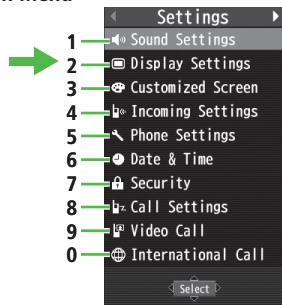 Settings
1 Sound Settings
2 Display Settings
3 Customized Screen
4 Incoming Settings
5 Phone Settings
6 Date & Time
7 Security
8 Call Settings
9 Video Call
0 International Call
Select